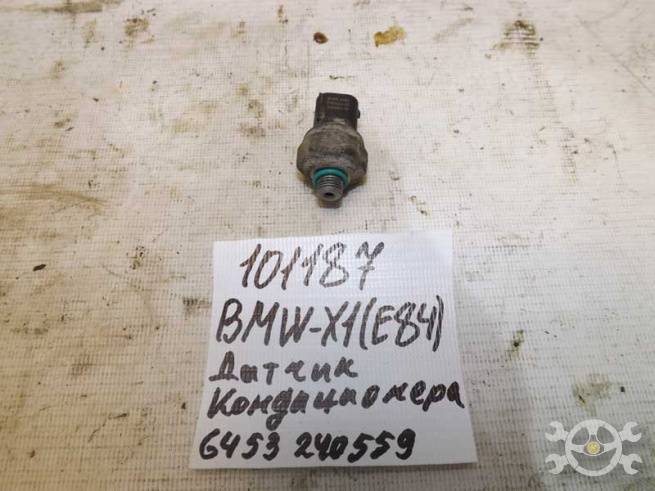 101187
BMW-X1(E84)
Датчик
Кондиционера
6453 240559